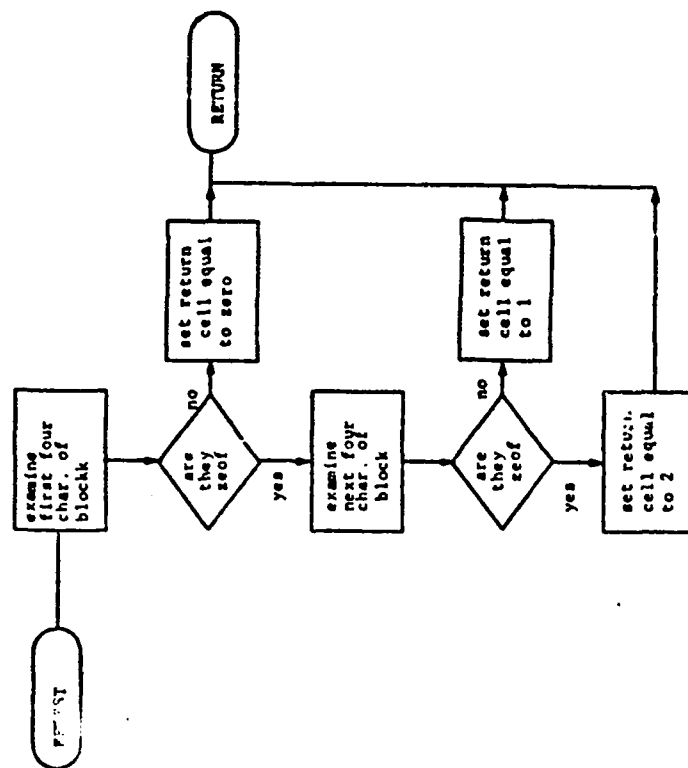 examine
first four
char. of
blockk
are
they
zeof
no
set return
cell equal
to zero
RETURN
yes
examine
next four
char. of
block
are
they
zeof
no
set return
cell equal
to 1
yes
set return
cell equal
to 2